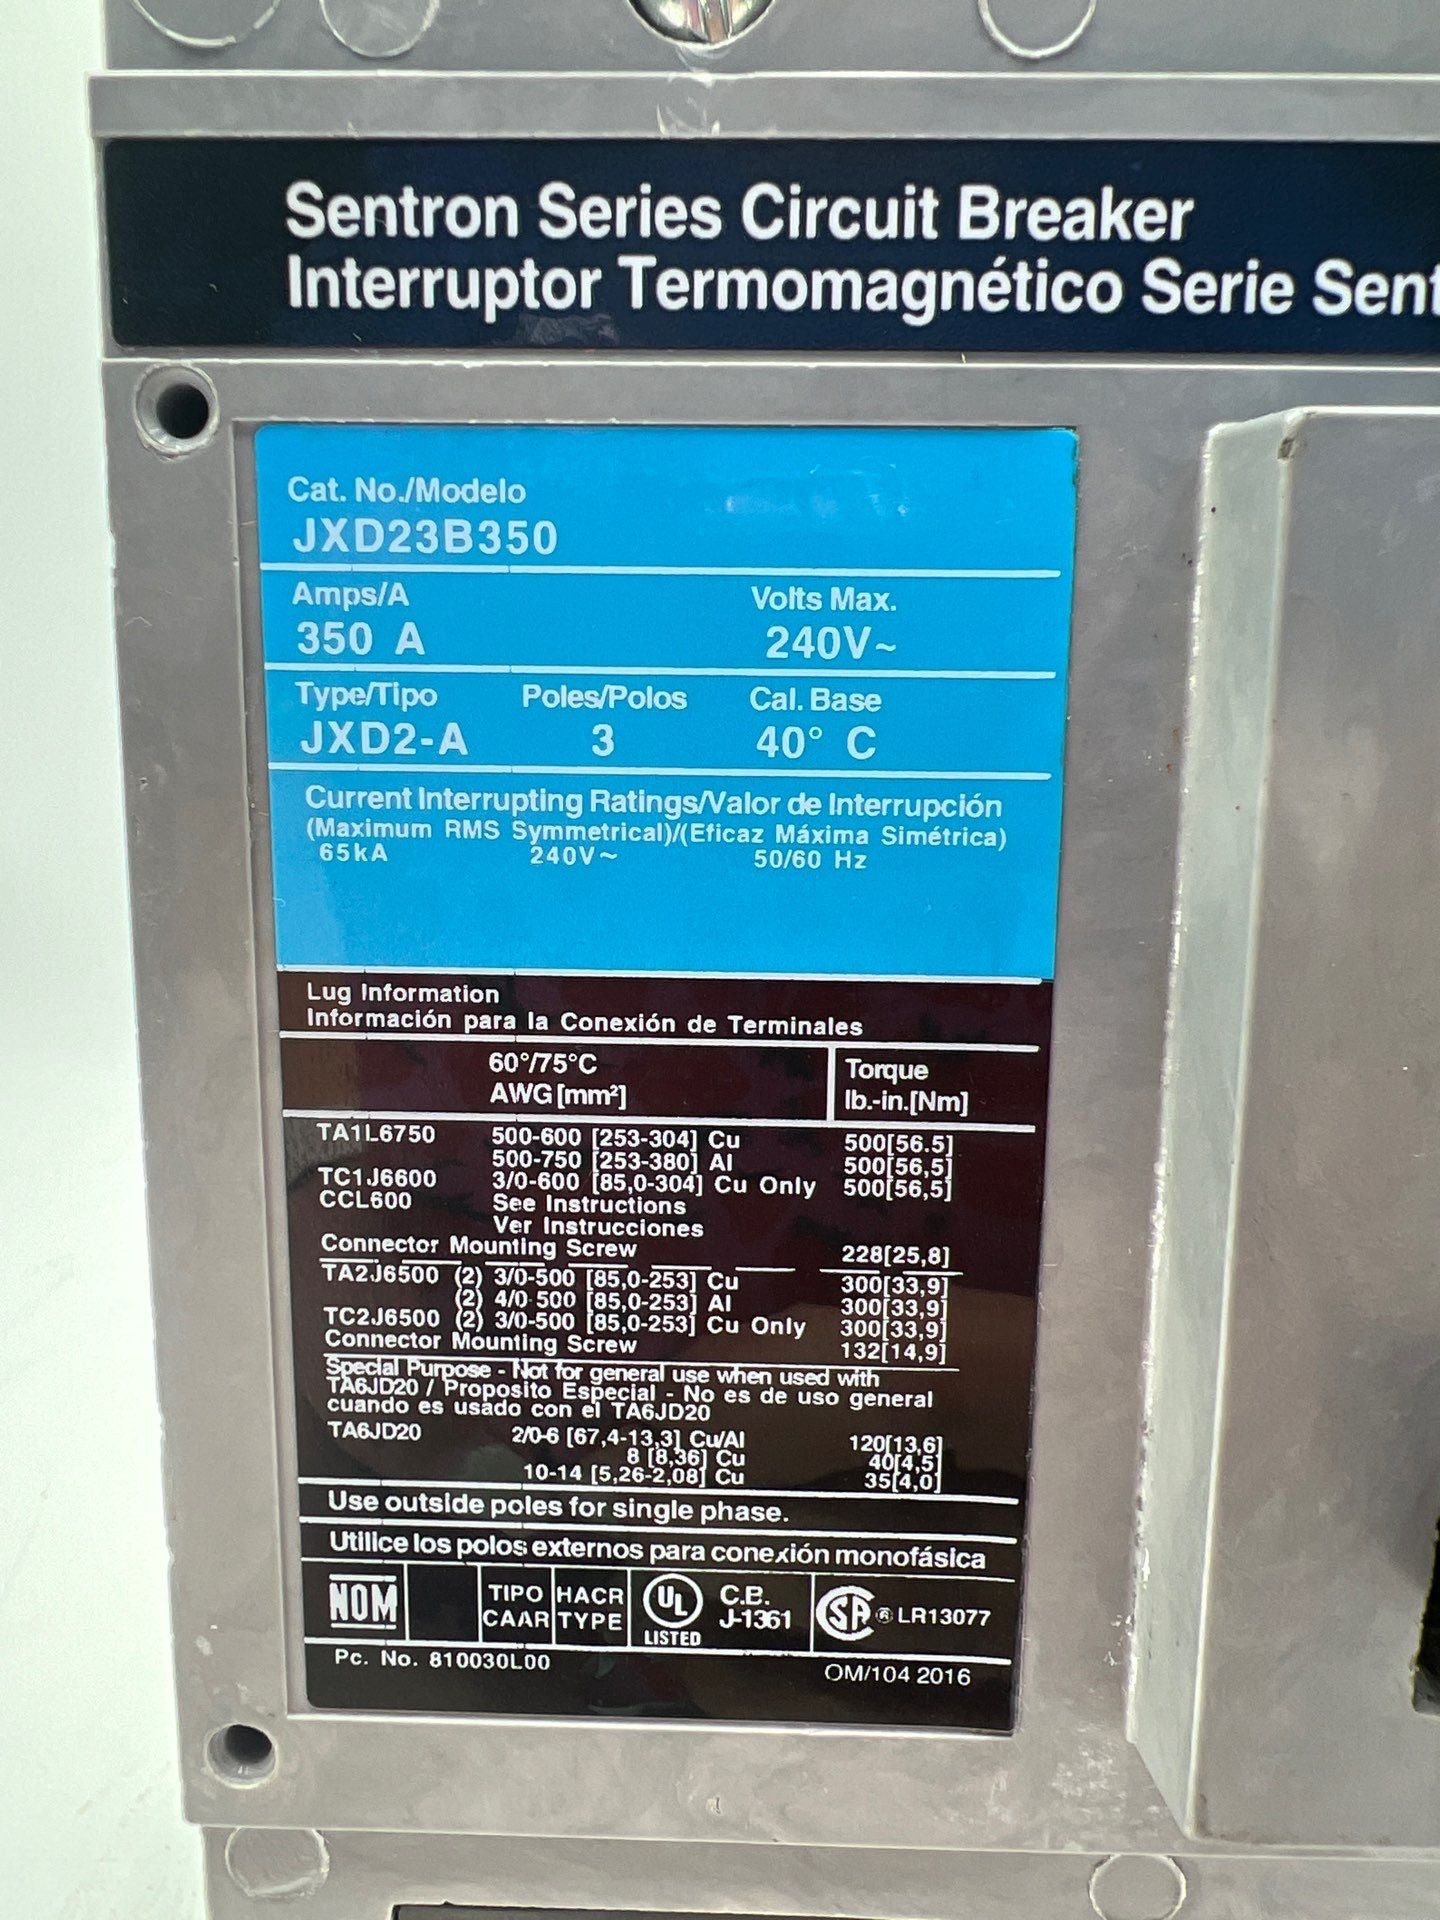 Sentron Series Circuit Breaker
Interruptor Termomagnético Serie Sent
Cat. No./Modelo
JXD23B350
Amps/A Volts Max.
350 A 240V~
Type/Tipo Poles/Polos Cal. Base
JXD2-A 3 40° C
Current Interrupting Ratings/Valor de Interrupción
(Maximum RMS Symmetrical)/(Eficaz Máxima Simétrica)
65kA 240V~ 50/60 Hz
Lug Information
Información para la Conexión de Terminales
60°/75°C Torque
AWG [mm²] lb.-in.[Nm]
TA1L6750 500-600 [253-304] Cu 500[56.5]
500-750 [253-380] Al 500[56,5]
TC1J6600 3/0-600 [85,0-304] Cu Only 500[56,5]
CCL600 See Instructions
Ver Instrucciones
Connector Mounting Screw 228[25,8]
TA2J6500 (2) 3/0-500 [85,0-253] Cu 300[33,9]
(2) 4/0-500 [85,0-253] Al 300[33,9]
TC2J6500 (2) 3/0-500 [85,0-253] Cu Only 300[33,9]
Connector Mounting Screw 132[14,9]
Special Purpose - Not for general use when used with
TA6JD20 / Proposito Especial - No es de uso general
cuando es usado con el TA6JD20
TA6JD20 2/0-6 [67,4-13,3] Cu/Al 120[13,6]
8 [8,36] Cu 40[4,5]
10-14 [5,26-2,08] Cu 35[4,0]
Use outside poles for single phase.
Utilice los polos externos para conexión monofásica
NOM TIPO CAAR HACR TYPE UL LISTED C.B. J-1361 SA ® LR13077
Pc. No. 810030L00 OM/104 2016